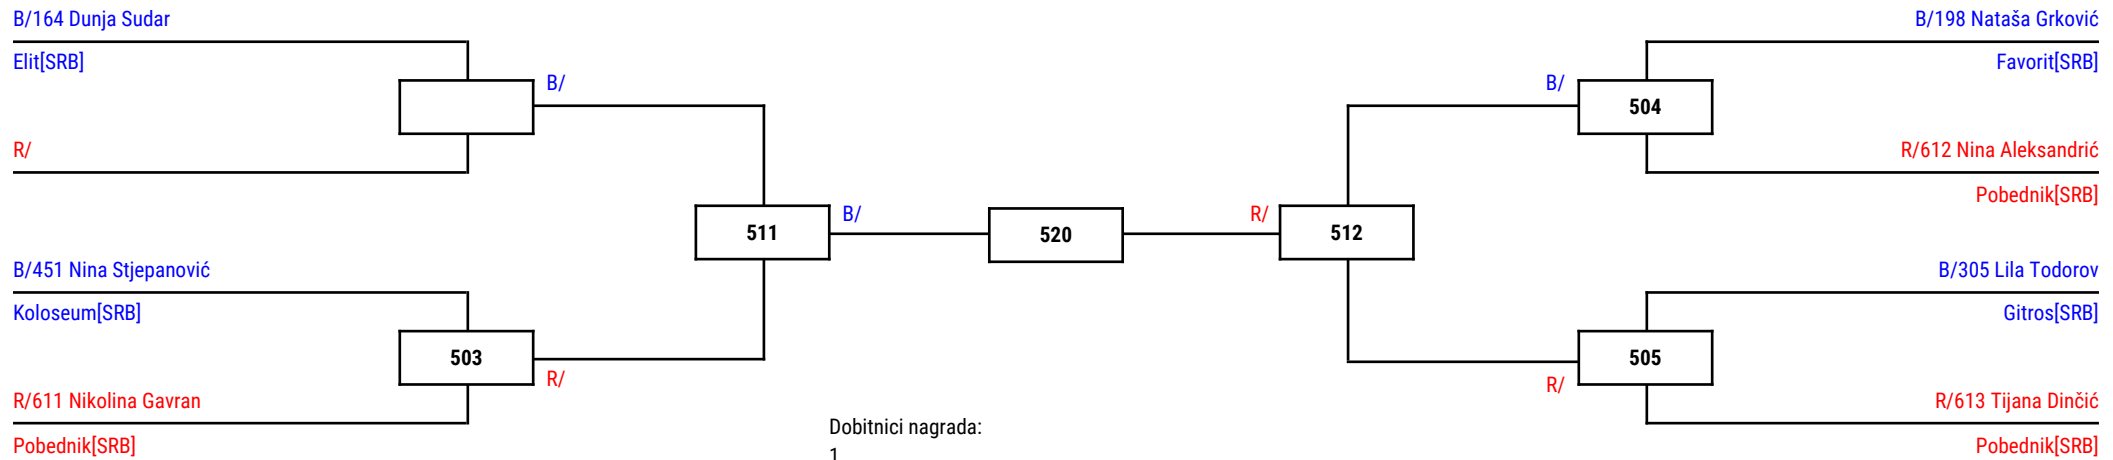 B/164 Dunja Sudar
Elit[SRB]
B/
R/
B/451 Nina Stjepanović
Koloseum[SRB]
503
R/
R/611 Nikolina Gavran
Pobednik[SRB]
511
B/
520
R/
512
B/198 Nataša Grković
Favorit[SRB]
B/
504
R/612 Nina Aleksandrić
Pobednik[SRB]
B/305 Lila Todorov
Gitros[SRB]
505
R/
R/613 Tijana Dinčić
Pobednik[SRB]
Dobitnici nagrada:
1